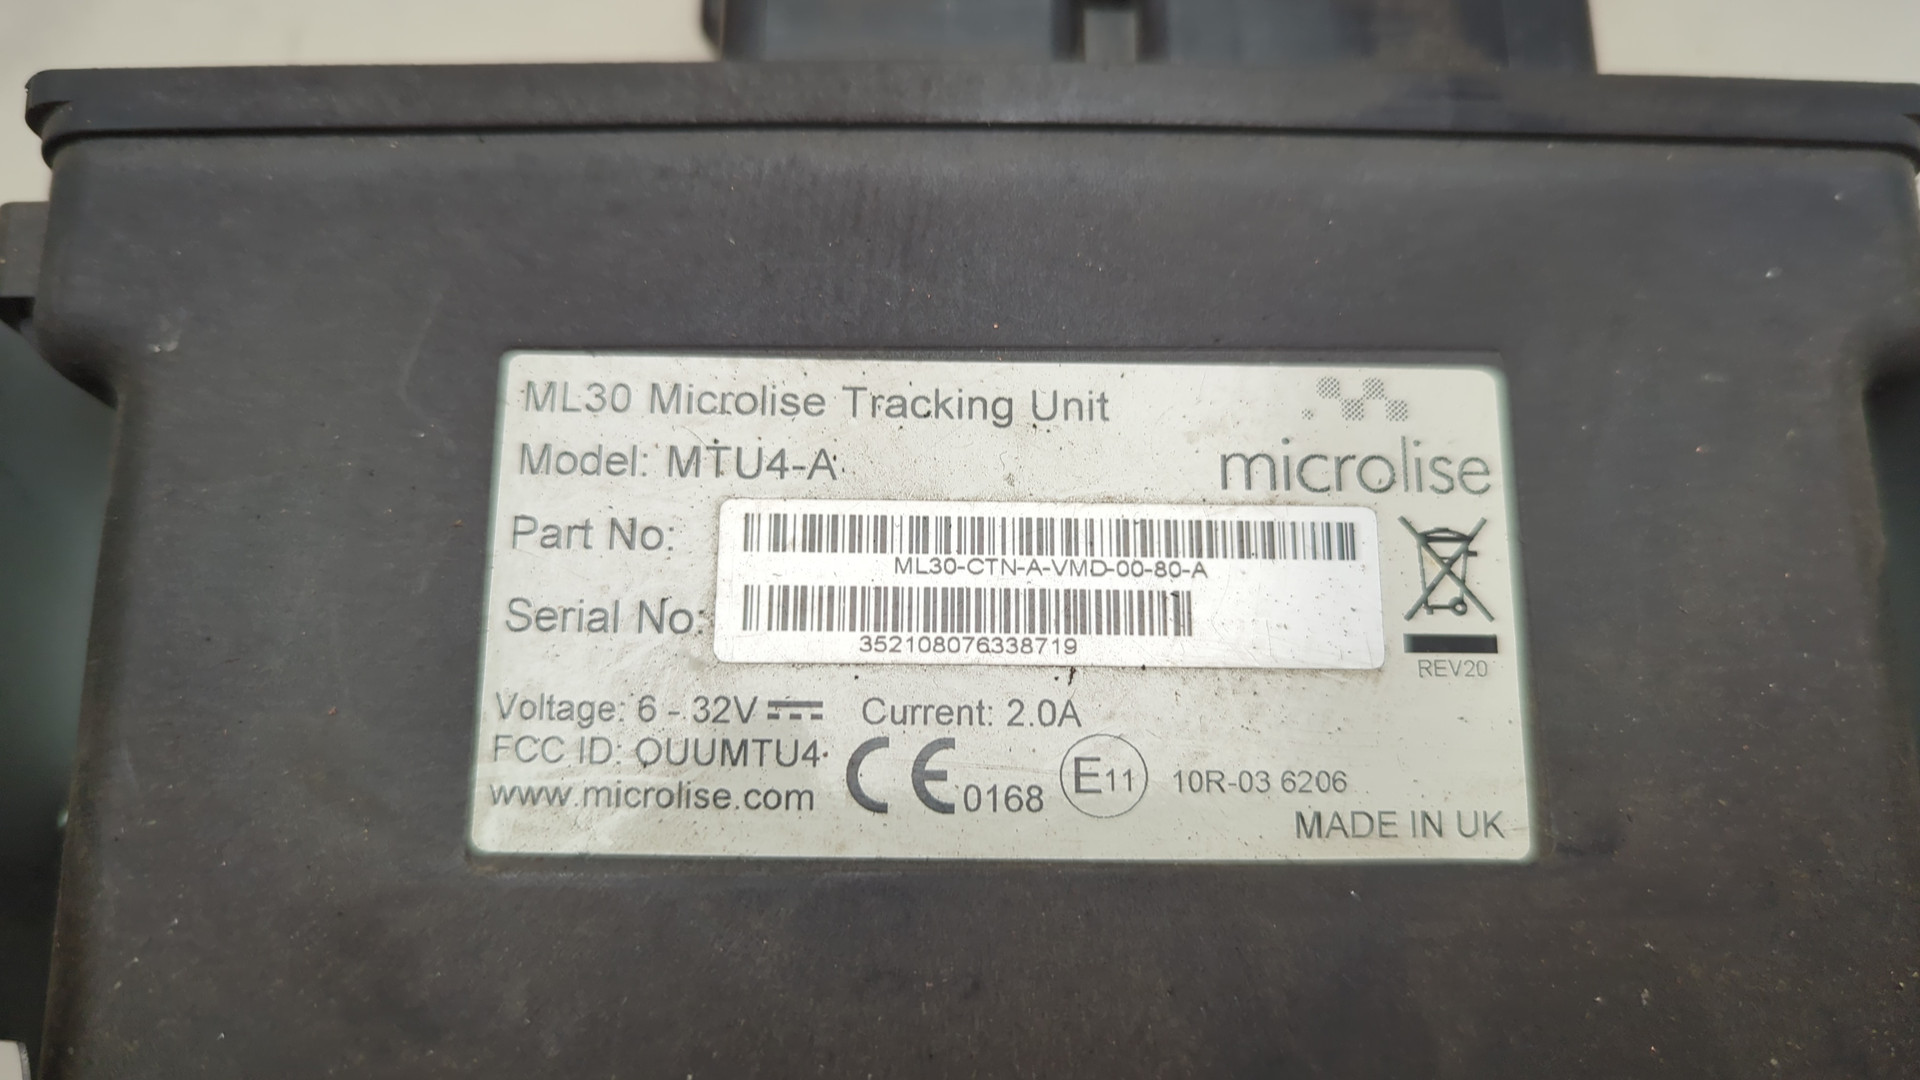 ML30 Microlise Tracking Unit
Model: MTU4-A
microlise
Part No:
ML30-CTN-A-VMD-00-80-A
Serial No:
352108076338719
REV20
Voltage: 6 - 32V Current: 2.0A
FCC ID: OUUMTU4
www.microlise.com
CE 0168
E11
10R-03 6206
MADE IN UK